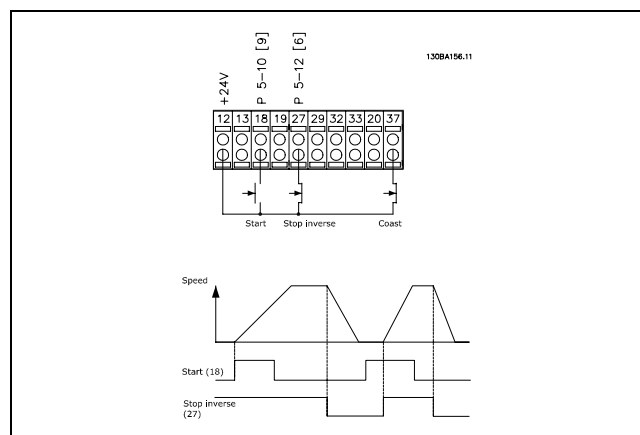 130BA156.11
+24V
P 5-10 [9]
P 5-12 [6]
12 13 18 19 27 29 32 33 20 37
Start Stop inverse Coast
Speed
Start (18)
Stop inverse
(27)